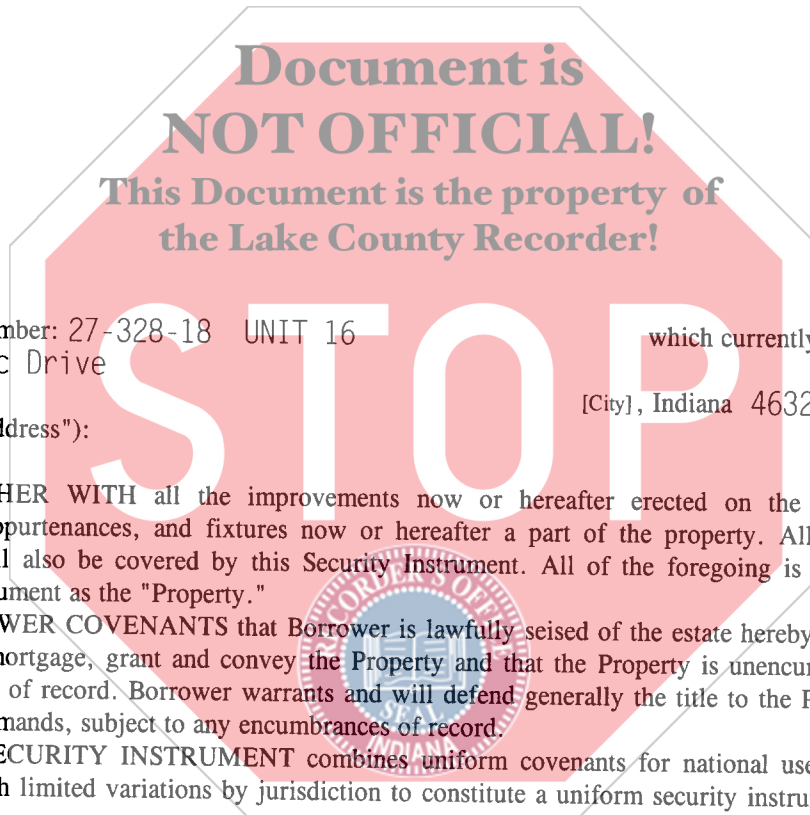 Document is
NOT OFFICIAL!
This Document is the property of
the Lake County Recorder!
STOP
mber: 27-328-18 UNIT 16 which currently
c Drive
[City], Indiana 4632
ddress"):
HER WITH all the improvements now or hereafter erected on the
ppurtenances, and fixtures now or hereafter a part of the property. All
l also be covered by this Security Instrument. All of the foregoing is
ument as the "Property."
WER COVENANTS that Borrower is lawfully seised of the estate hereby
nortgage, grant and convey the Property and that the Property is unencu
of record. Borrower warrants and will defend generally the title to the P
mands, subject to any encumbrances of record.
ECURITY INSTRUMENT combines uniform covenants for national use
h limited variations by jurisdiction to constitute a uniform security instru
RECORDER'S OFFICE
SEAL
INDIANA